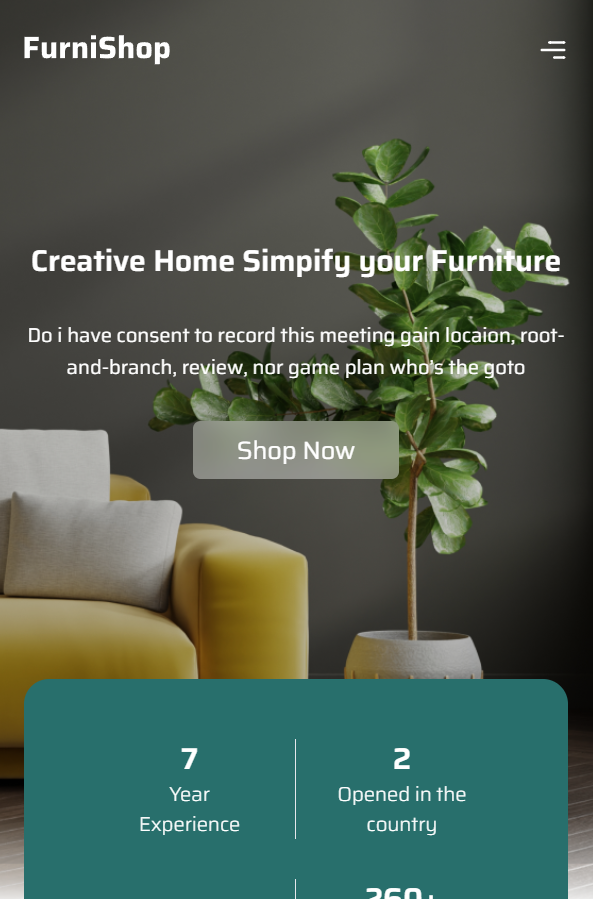 FurniShop
Creative Home Simpify your Furniture
Do i have consent to record this meeting gain locaion, root-
and-branch, review, nor game plan who's the goto
Shop Now
7
Year
Experience
2
Opened in the
country
260+